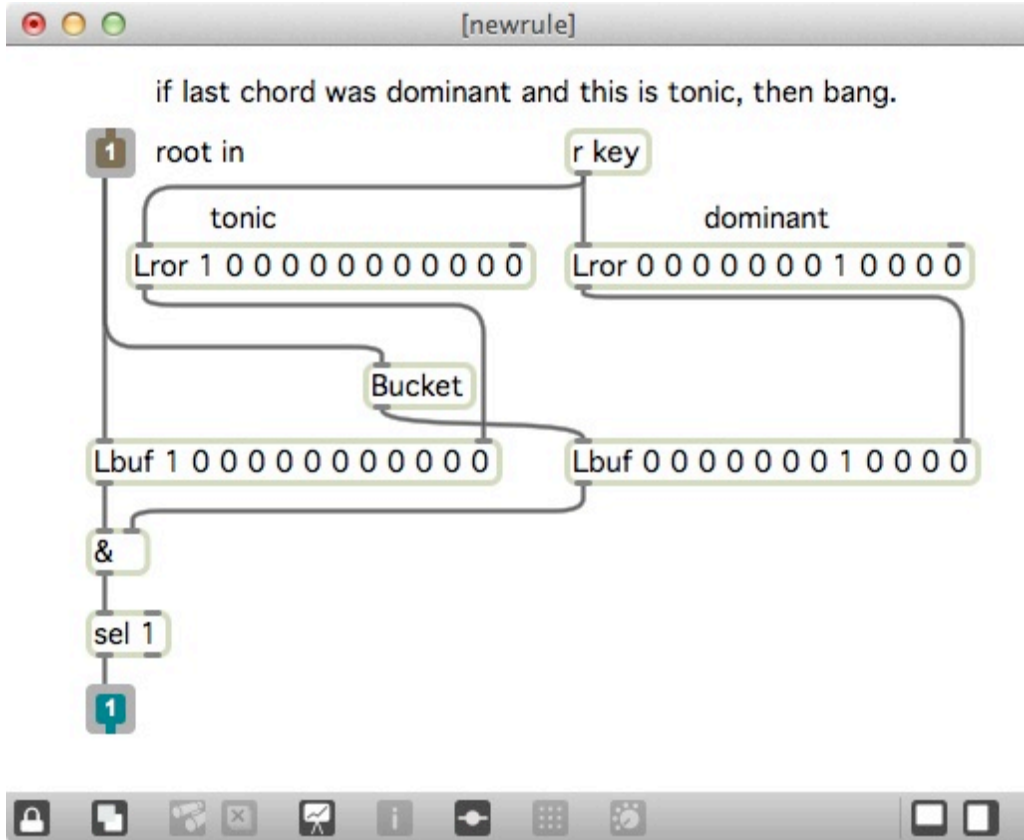 [newrule]
if last chord was dominant and this is tonic, then bang.
1 root in
r key
tonic
dominant
Lror 1 0 0 0 0 0 0 0 0 0 0 0
Lror 0 0 0 0 0 0 0 1 0 0 0 0
Bucket
Lbuf 1 0 0 0 0 0 0 0 0 0 0 0
Lbuf 0 0 0 0 0 0 0 1 0 0 0 0
&
sel 1
1
i